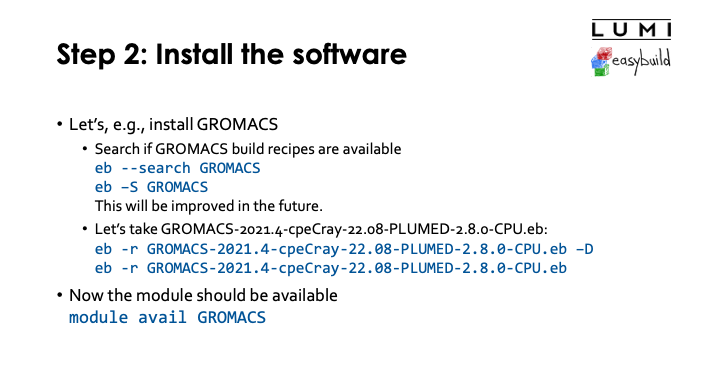 LUMI
easybuild
Step 2: Install the software
• Let’s, e.g., install GROMACS
• Search if GROMACS build recipes are available
eb --search GROMACS
eb –S GROMACS
This will be improved in the future.
• Let’s take GROMACS-2021.4-cpeCray-22.08-PLUMED-2.8.0-CPU.eb:
eb -r GROMACS-2021.4-cpeCray-22.08-PLUMED-2.8.0-CPU.eb –D
eb -r GROMACS-2021.4-cpeCray-22.08-PLUMED-2.8.0-CPU.eb
• Now the module should be available
module avail GROMACS